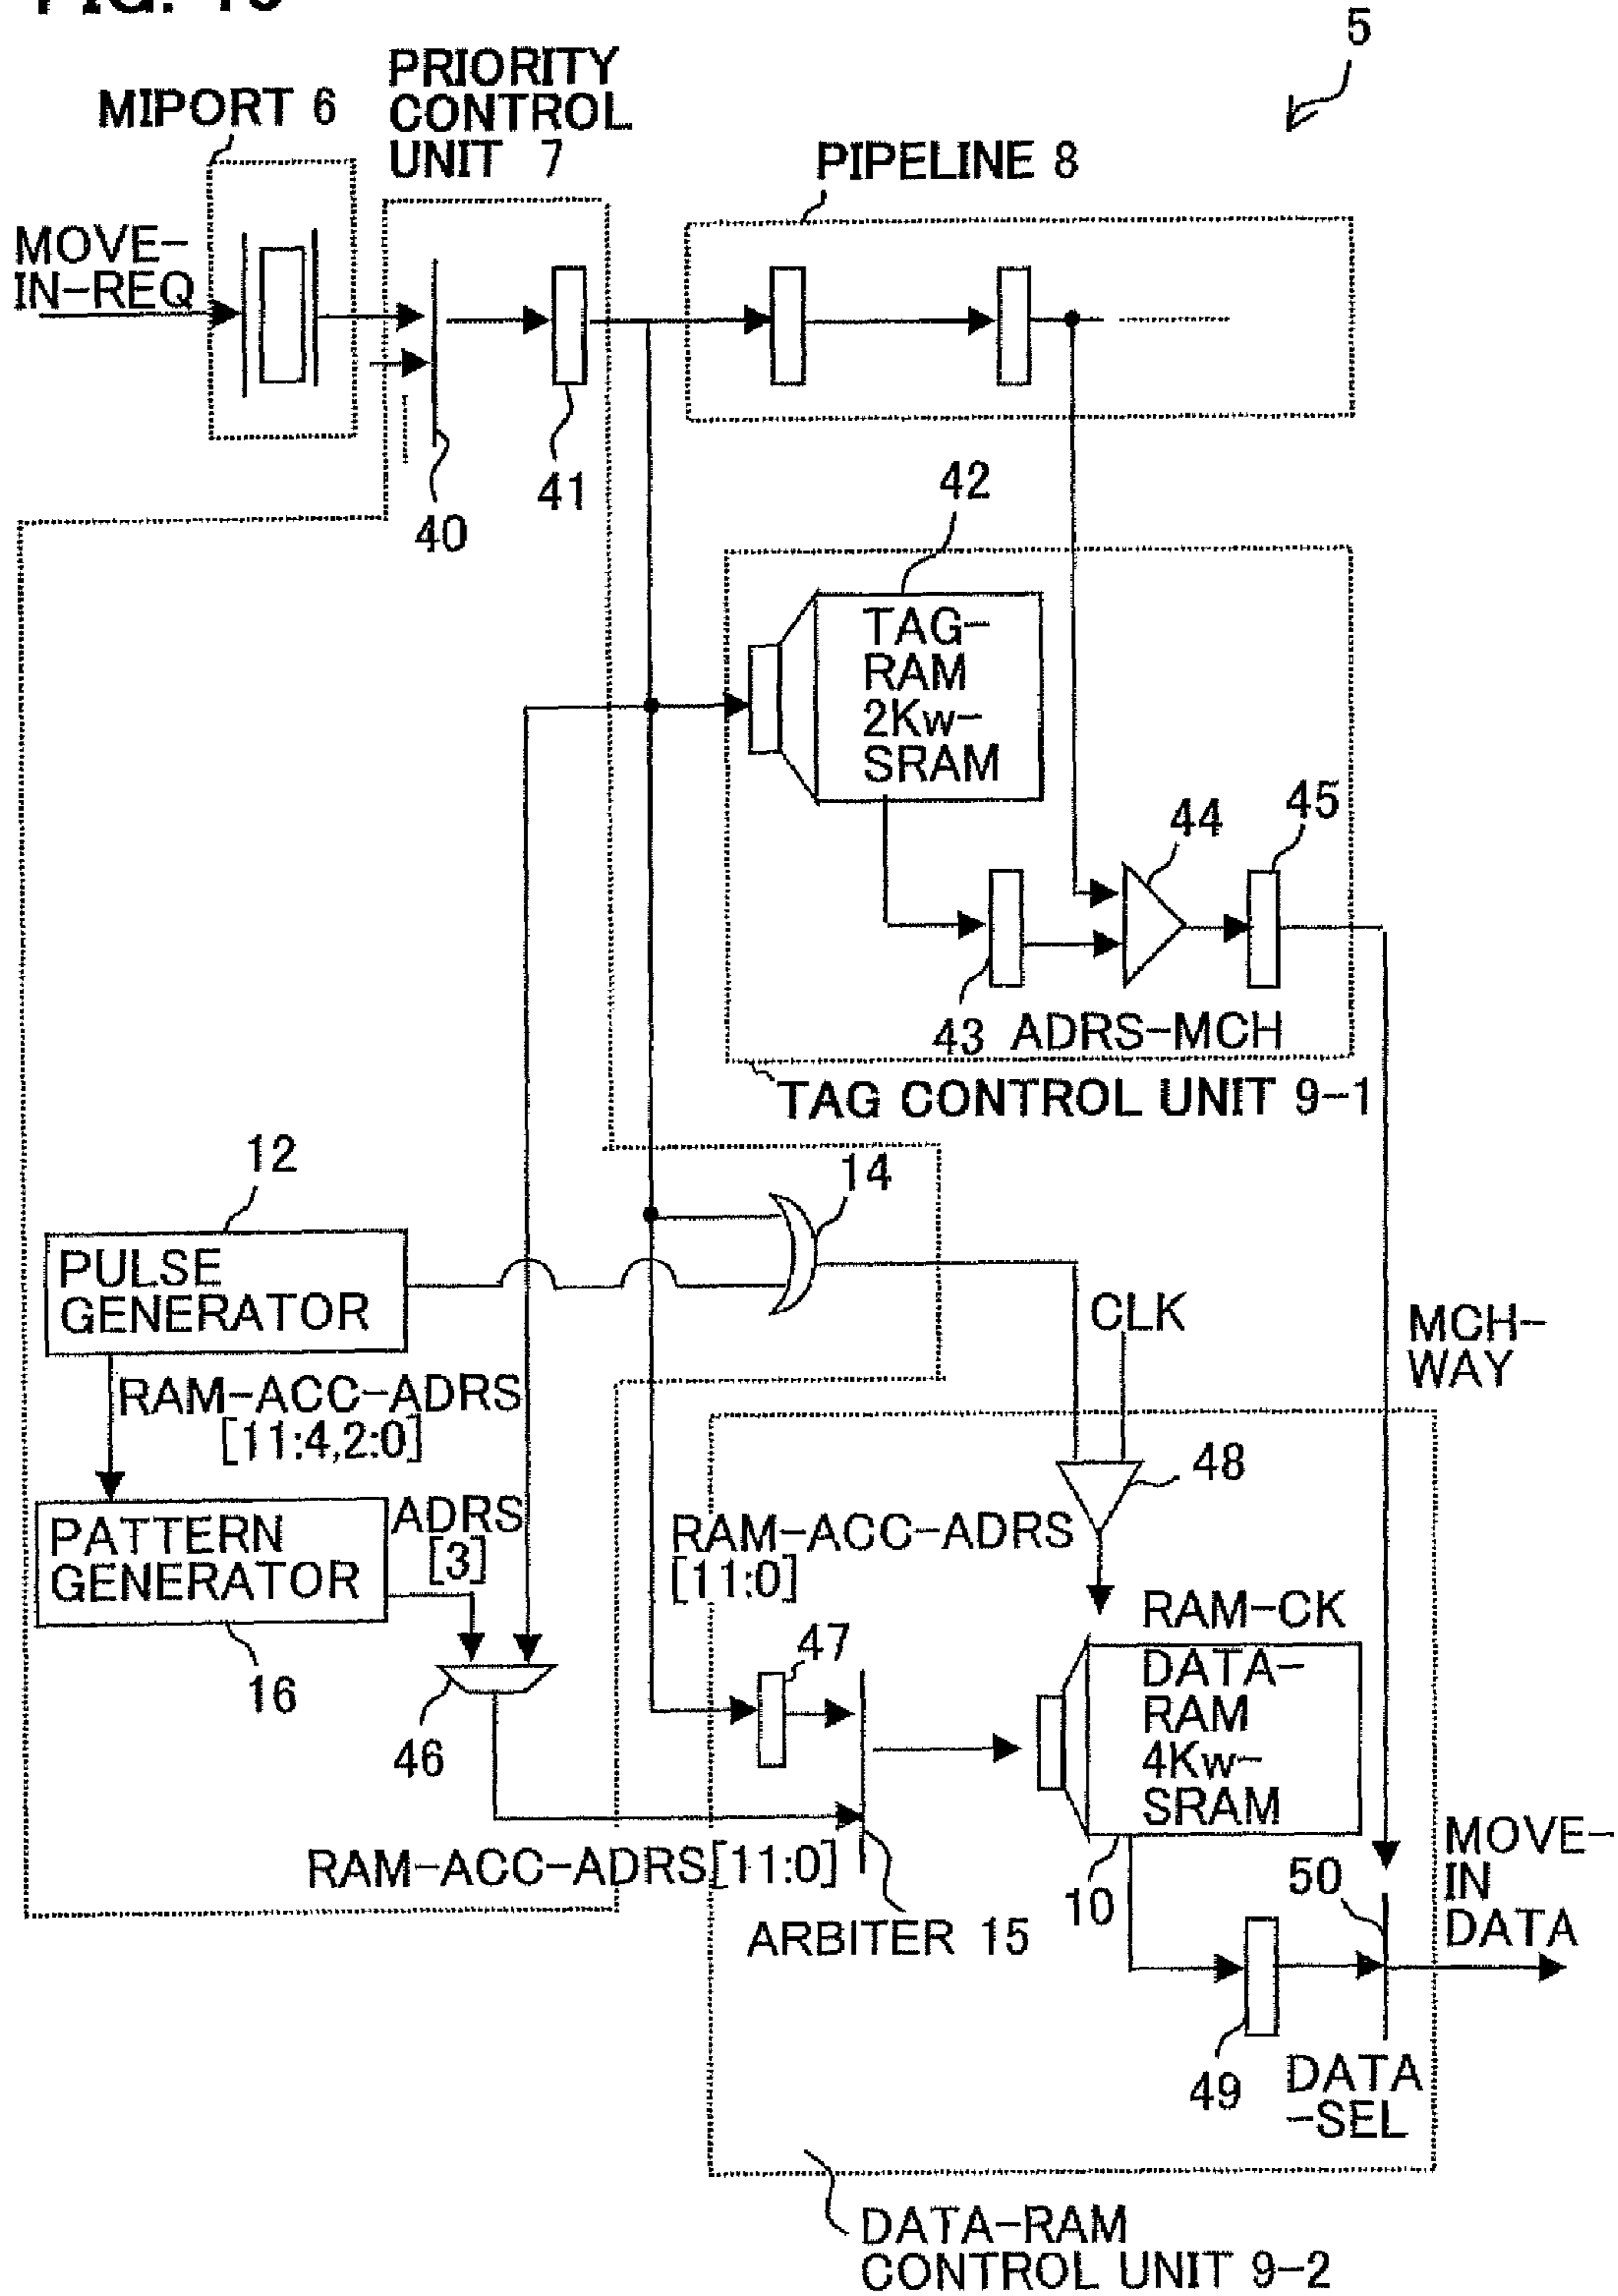 5
MIPORT 6
PRIORITY
CONTROL
UNIT 7
PIPELINE 8
MOVE-
IN-REQ
40
41
42
TAG-
RAM
2Kw-
SRAM
44
45
43
ADRS-MCH
TAG CONTROL UNIT 9-1
12
14
PULSE
GENERATOR
CLK
MCH-
WAY
RAM-ACC-ADRS
[11:4,2:0]
48
PATTERN
GENERATOR
ADRS
[3]
RAM-ACC-ADRS
[11:0]
16
46
47
RAM-CK
DATA-
RAM
4Kw-
SRAM
RAM-ACC-ADRS[11:0]
ARBITER 15
10
50
MOVE-
IN
DATA
49
DATA
-SEL
DATA-RAM
CONTROL UNIT 9-2